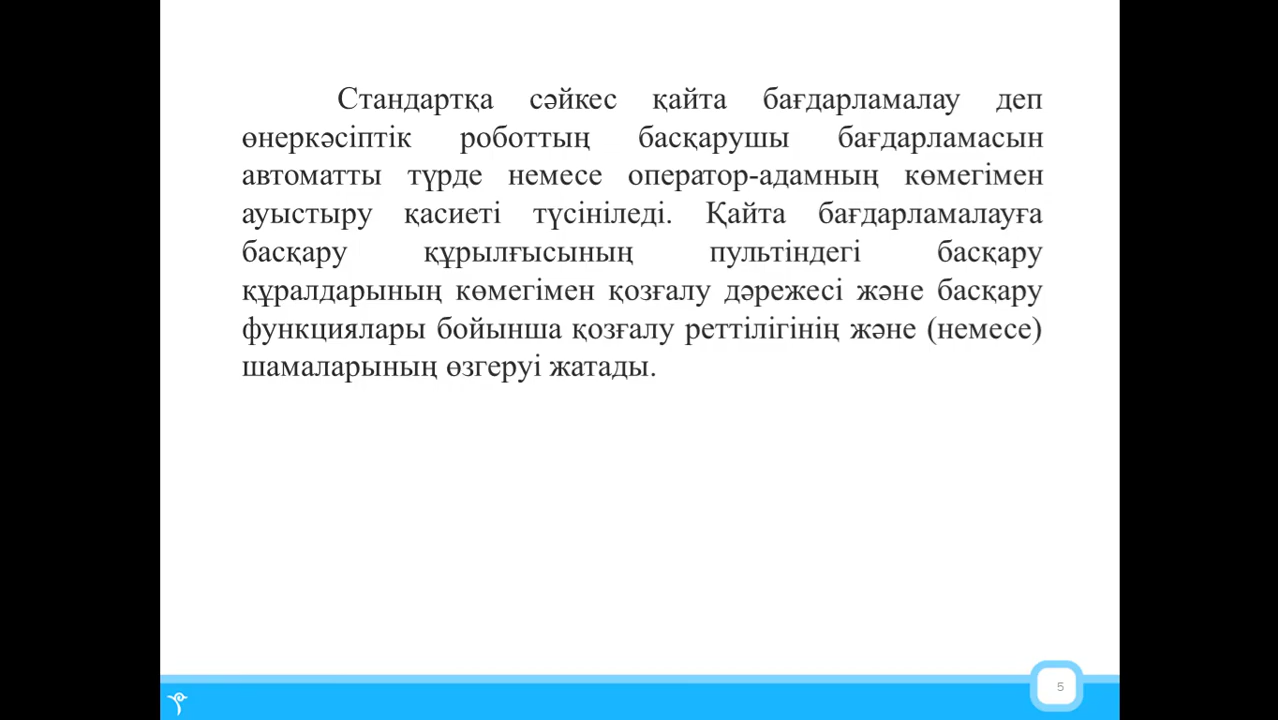 Стандартқа сәйкес қайта бағдарламалау деп
өнеркәсіптік роботтың басқарушы бағдарламасын
автоматты түрде немесе оператор-адамның көмегімен
ауыстыру қасиеті түсініледі. Қайта бағдарламалауға
басқару құрылғысының пультіндегі басқару
құралдарының көмегімен қозғалу дәрежесі және басқару
функциялары бойынша қозғалу реттілігінің және (немесе)
шамаларының өзгеруі жатады.
5